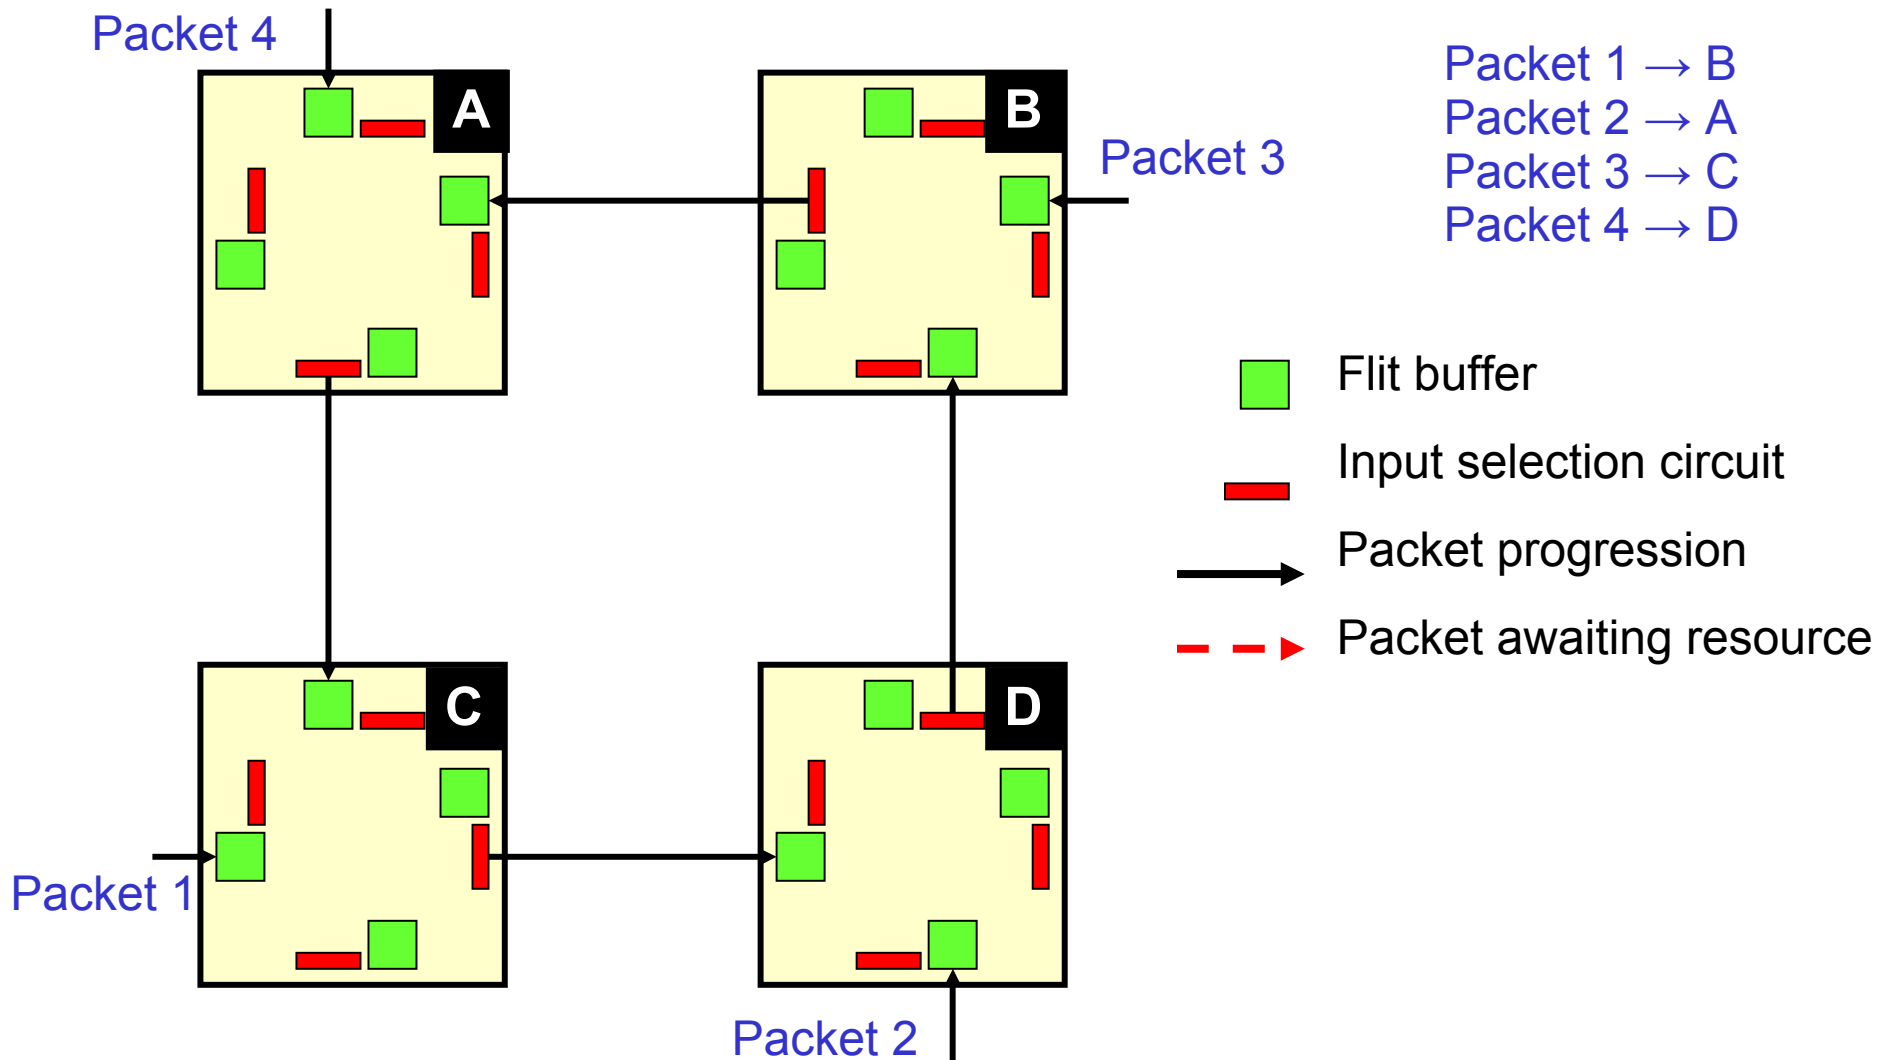 Packet 4
A
B
Packet 3
Packet 1 → B
Packet 2 → A
Packet 3 → C
Packet 4 → D
Flit buffer
Input selection circuit
Packet progression
Packet awaiting resource
C
D
Packet 1
Packet 2